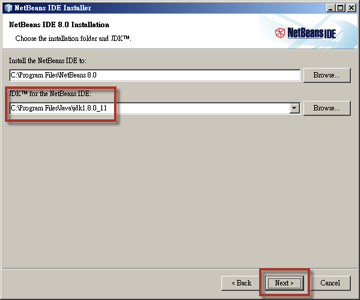 NetBeans IDE Installer
NetBeans IDE 8.0 Installation
Choose the installation folder and JDK™.
NetBeans IDE
Install the NetBeans IDE to:
C:\Program Files\NetBeans 8.0
Browse...
JDK™ for the NetBeans IDE:
C:\Program Files\Java\jdk1.8.0_11
Browse...
< Back
Next >
Cancel